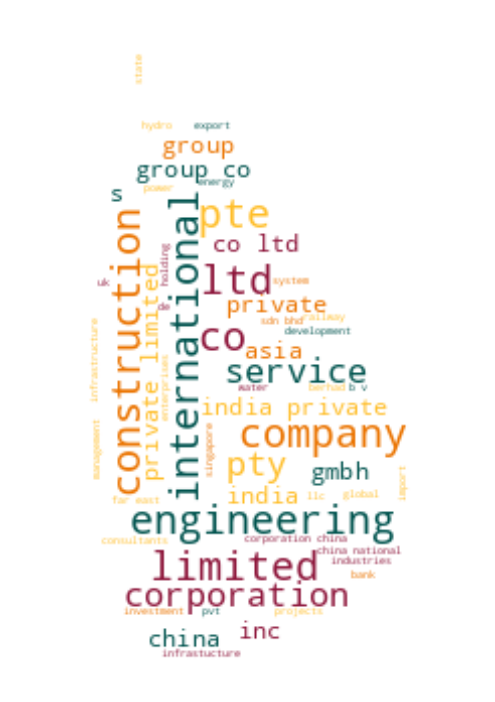 state
hydro export
group
group co
energy
power
s
pte
construction
international
co ltd
holding
ltd
system
uk
private limited
private
de
sdn bhd
railway
development
co
asia
infrastructure
enterprises
service
water
berhad
b v
india private
company
management
singapore
pty
gmbh
import
india
llc
global
far east
engineering
consultants
corporation china
china national
limited
industries
bank
corporation
investment
pvt
projects
inc
china
infrastucture